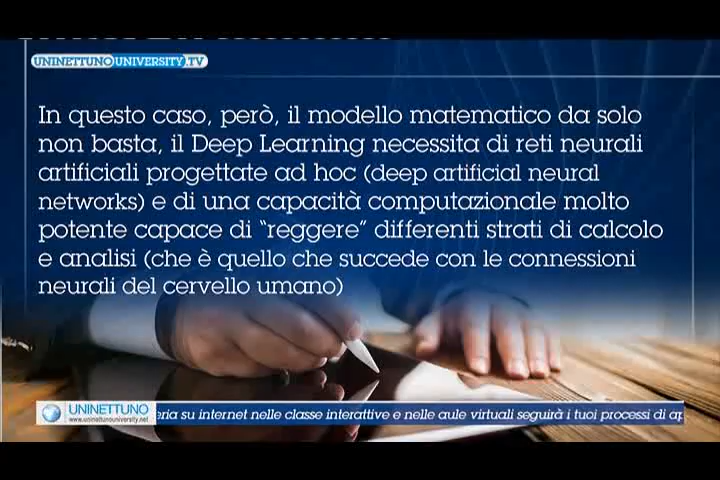 UNINETTUNOUNIVERSITY.TV
In questo caso, però, il modello matematico da solo
non basta, il Deep Learning necessita di reti neurali
artificiali progettate ad hoc (deep artificial neural
networks) e di una capacità computazionale molto
potente capace di “reggere” differenti strati di calcolo
e analisi (che è quello che succede con le connessioni
neurali del cervello umano)
UNINETTUNO
www.uninettunouniversity.net
eria su internet nelle classe interattive e nelle aule virtuali seguirà i tuoi processi di ap